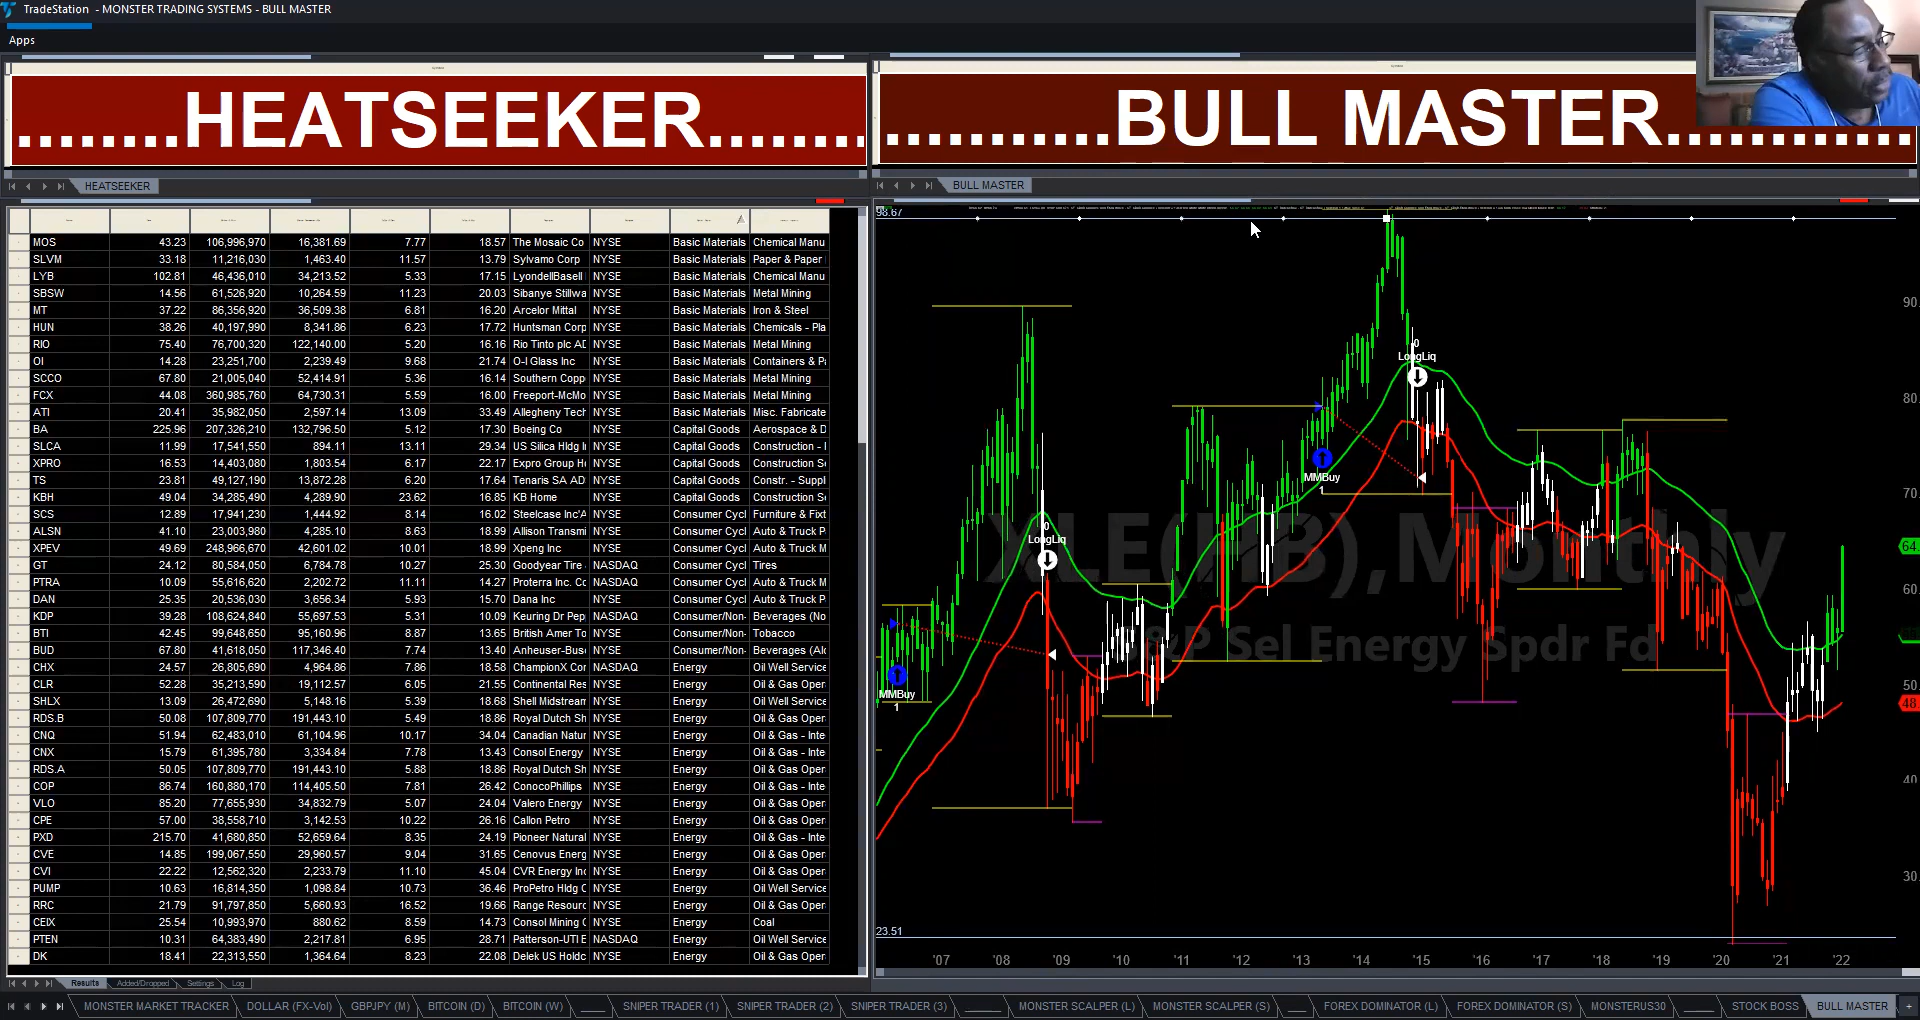 TradeStation - MONSTER TRADING SYSTEMS - BULL MASTER
Apps
........HEATSEEKER........
...........BULL MASTER............
HEATSEEKER
BULL MASTER
MOS 43.23 106,996,970 16,381.69 7.77 18.57 The Mosaic Co NYSE Basic Materials Chemical Manu
SLVM 33.18 11,216,030 1,463.40 11.57 13.79 Sylvamo Corp NYSE Basic Materials Paper & Paper
LYB 102.81 46,436,010 34,213.52 5.33 17.15 LyondellBasell NYSE Basic Materials Chemical Manu
SBSW 14.56 61,526,920 10,264.59 11.23 20.03 Sibanye Stillwa NYSE Basic Materials Metal Mining
MT 37.22 86,356,920 36,509.38 6.81 16.20 Arcelor Mittal NYSE Basic Materials Iron & Steel
HUN 38.26 40,197,990 8,341.86 6.23 17.72 Huntsman Corp NYSE Basic Materials Chemicals - Pla
RIO 75.40 76,700,320 122,140.00 5.20 16.16 Rio Tinto plc AD NYSE Basic Materials Metal Mining
OI 14.28 23,251,700 2,239.49 9.68 21.74 O-I Glass Inc NYSE Basic Materials Containers & Pa
SCCO 67.80 21,005,040 52,414.91 5.36 16.14 Southern Copp NYSE Basic Materials Metal Mining
FCX 44.08 360,985,760 64,730.31 5.59 16.00 Freeport-McMo NYSE Basic Materials Metal Mining
ATI 20.41 35,982,050 2,597.14 13.09 33.49 Allegheny Tech NYSE Basic Materials Misc. Fabricate
BA 225.96 207,326,210 132,796.50 5.12 17.30 Boeing Co NYSE Capital Goods Aerospace & D
SLCA 11.99 17,541,550 894.11 13.11 29.34 US Silica Hldg I NYSE Capital Goods Construction - 
XPRO 16.53 14,403,080 1,803.54 6.17 22.17 Expro Group H NYSE Capital Goods Construction Se
TS 23.81 49,127,190 13,872.28 6.20 17.64 Tenaris SA AD NYSE Capital Goods Constr. - Suppl
KBH 49.04 34,285,490 4,289.90 23.62 16.85 KB Home NYSE Capital Goods Construction Se
SCS 12.89 17,941,230 1,444.92 8.14 16.02 Steelcase Inc'A NYSE Consumer Cycl Furniture & Fixt
ALSN 41.10 23,003,980 4,285.10 8.63 18.99 Allison Transmi NYSE Consumer Cycl Auto & Truck P
XPEV 49.69 248,966,670 42,601.02 10.01 18.99 Xpeng Inc NYSE Consumer Cycl Auto & Truck M
GT 24.12 80,584,050 6,784.78 10.27 25.30 Goodyear Tire NASDAQ Consumer Cycl Tires
PTRA 10.09 55,616,620 2,202.72 11.11 14.27 Proterra Inc. Co NASDAQ Consumer Cycl Auto & Truck M
DAN 25.35 20,536,030 3,656.34 5.93 15.70 Dana Inc NYSE Consumer Cycl Auto & Truck P
KDP 39.28 108,624,840 55,697.53 5.31 10.09 Keuring Dr Pep NASDAQ Consumer/Non- Beverages (No
BTI 42.45 99,648,650 95,160.96 8.87 13.65 British Amer To NYSE Consumer/Non- Tobacco
BUD 67.80 41,618,050 117,346.40 7.74 13.40 Anheuser-Bus NYSE Consumer/Non- Beverages (Alc
CHX 24.57 26,805,690 4,964.86 7.86 18.58 ChampionX Cor NASDAQ Energy Oil Well Service
CLR 52.28 35,213,590 19,112.57 6.05 21.55 Continental Res NYSE Energy Oil & Gas Oper
SHLX 13.09 26,472,690 5,148.16 5.39 18.68 Shell Midstream NYSE Energy Oil Well Service
RDS.B 50.08 107,809,770 191,443.10 5.49 18.86 Royal Dutch Sh NYSE Energy Oil & Gas Oper
CNQ 51.94 62,483,010 61,104.96 10.17 34.04 Canadian Natur NYSE Energy Oil & Gas - Inte
CNX 15.79 61,395,780 3,334.84 7.78 13.43 Consol Energy NYSE Energy Oil & Gas Oper
RDS.A 50.05 107,809,770 191,443.10 5.88 18.86 Royal Dutch Sh NYSE Energy Oil & Gas Oper
COP 86.74 160,880,170 114,405.50 7.81 26.42 ConocoPhillips NYSE Energy Oil & Gas - Inte
VLO 85.20 77,655,930 34,832.79 5.07 24.04 Valero Energy NYSE Energy Oil & Gas Oper
CPE 57.00 38,558,710 3,142.53 10.22 26.16 Callon Petro NYSE Energy Oil & Gas Oper
PXD 215.70 41,680,850 52,659.64 8.35 24.19 Pioneer Natural NYSE Energy Oil & Gas - Inte
CVE 14.85 199,067,550 29,960.57 9.04 31.65 Cenovus Energ NYSE Energy Oil & Gas Oper
CVI 22.22 12,562,320 2,233.79 11.10 45.04 CVR Energy Inc NYSE Energy Oil & Gas Oper
PUMP 10.63 16,814,350 1,098.84 10.73 36.46 ProPetro Hldg C NYSE Energy Oil Well Service
RRC 21.79 91,797,850 5,660.93 16.52 19.66 Range Resourc NYSE Energy Oil & Gas Oper
CEIX 25.54 10,993,970 880.62 8.59 14.73 Consol Mining C NYSE Energy Coal
PTEN 10.31 64,383,490 2,217.81 6.95 28.71 Patterson-UTI E NASDAQ Energy Oil Well Service
DK 18.41 22,313,550 1,364.64 8.23 22.08 Delek US Holdc NYSE Energy Oil & Gas Oper
98.67
0
LongLiq
MMBuy
1
0
LongLiq
MMBuy
1
XLE(HB),Monthly
S&P Sel Energy Spdr Fd
90.
80.
70.
64.
60.
50.
48
40
30.
23.51
'07 '08 '09 '10 '11 '12 '13 '14 '15 '16 '17 '18 '19 '20 '21 '22
Results Added/Dropped Settings Log
MONSTER MARKET TRACKER DOLLAR (FX-Vol) GBPJPY (M) BITCOIN (D) BITCOIN (W) ____ SNIPER TRADER (1) SNIPER TRADER (2) SNIPER TRADER (3) ______ MONSTER SCALPER (L) MONSTER SCALPER (S) ___ FOREX DOMINATOR (L) FOREX DOMINATOR (S) MONSTERUS30 _____ STOCK BOSS BULL MASTER +